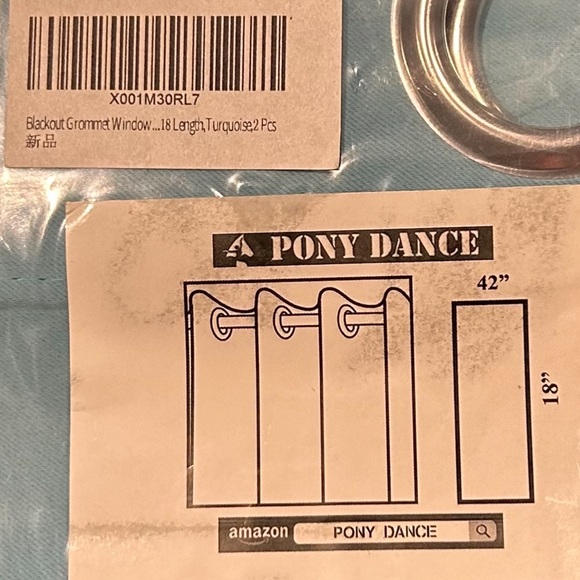 X001M30RL7
Blackout Grommet Window...18 Length,Turquoise,2 Pcs
新品
PONY DANCE
42”
18”
amazon PONY DANCE